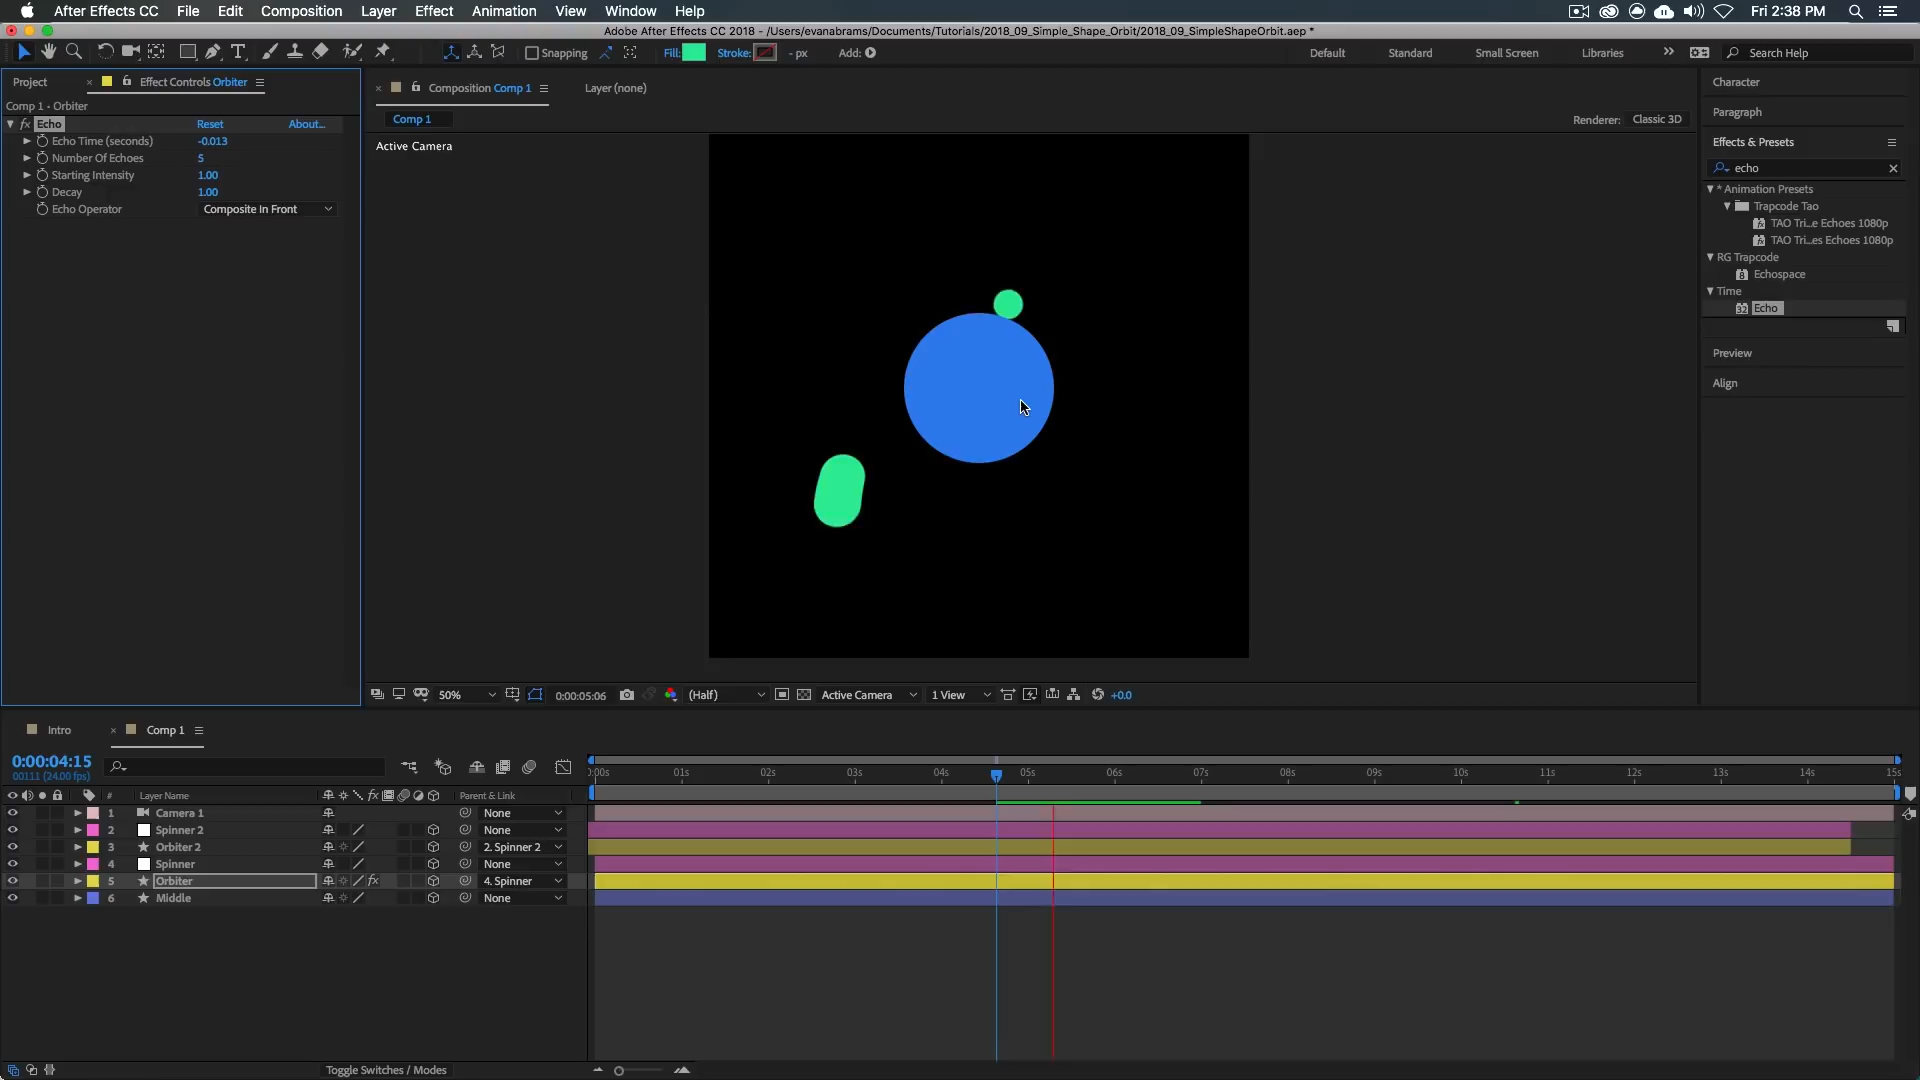 After Effects CC File Edit Composition Layer Effect Animation View Window Help Fri 2:38 PM
Adobe After Effects CC 2018 - /Users/evanabrams/Documents/Tutorials/2018_09_Simple_Shape_Orbit/2018_09_SimpleShapeOrbit.aep *
Snapping Fill: Stroke: - px Add: Default Standard Small Screen Libraries Search Help
Project Effect Controls Orbiter
Composition Comp 1 Layer (none)
Character
Comp 1 - Orbiter
Paragraph
Comp 1 Renderer: Classic 3D
fx Echo Reset About...
Echo Time (seconds) -0.013
Active Camera
Effects & Presets
Number Of Echoes 5
echo
Starting Intensity 1.00
* Animation Presets
Decay 1.00
Trapcode Tao
Echo Operator Composite In Front
TAO Tri...e Echoes 1080p
TAO Tri...es Echoes 1080p
RG Trapcode
Echospace
Time
Echo
Preview
Align
50% 0:00:05:06 (Half) Active Camera 1 View +0.0
Intro Comp 1
0:00:04:15
00111 (24.00 fps)
:00s 01s 02s 03s 04s 05s 06s 07s 08s 09s 10s 11s 12s 13s 14s 15s
# Layer Name fx Parent & Link
1 Camera 1 None
2 Spinner 2 None
3 Orbiter 2 2. Spinner 2
4 Spinner None
5 Orbiter fx 4. Spinner
6 Middle None
Toggle Switches / Modes